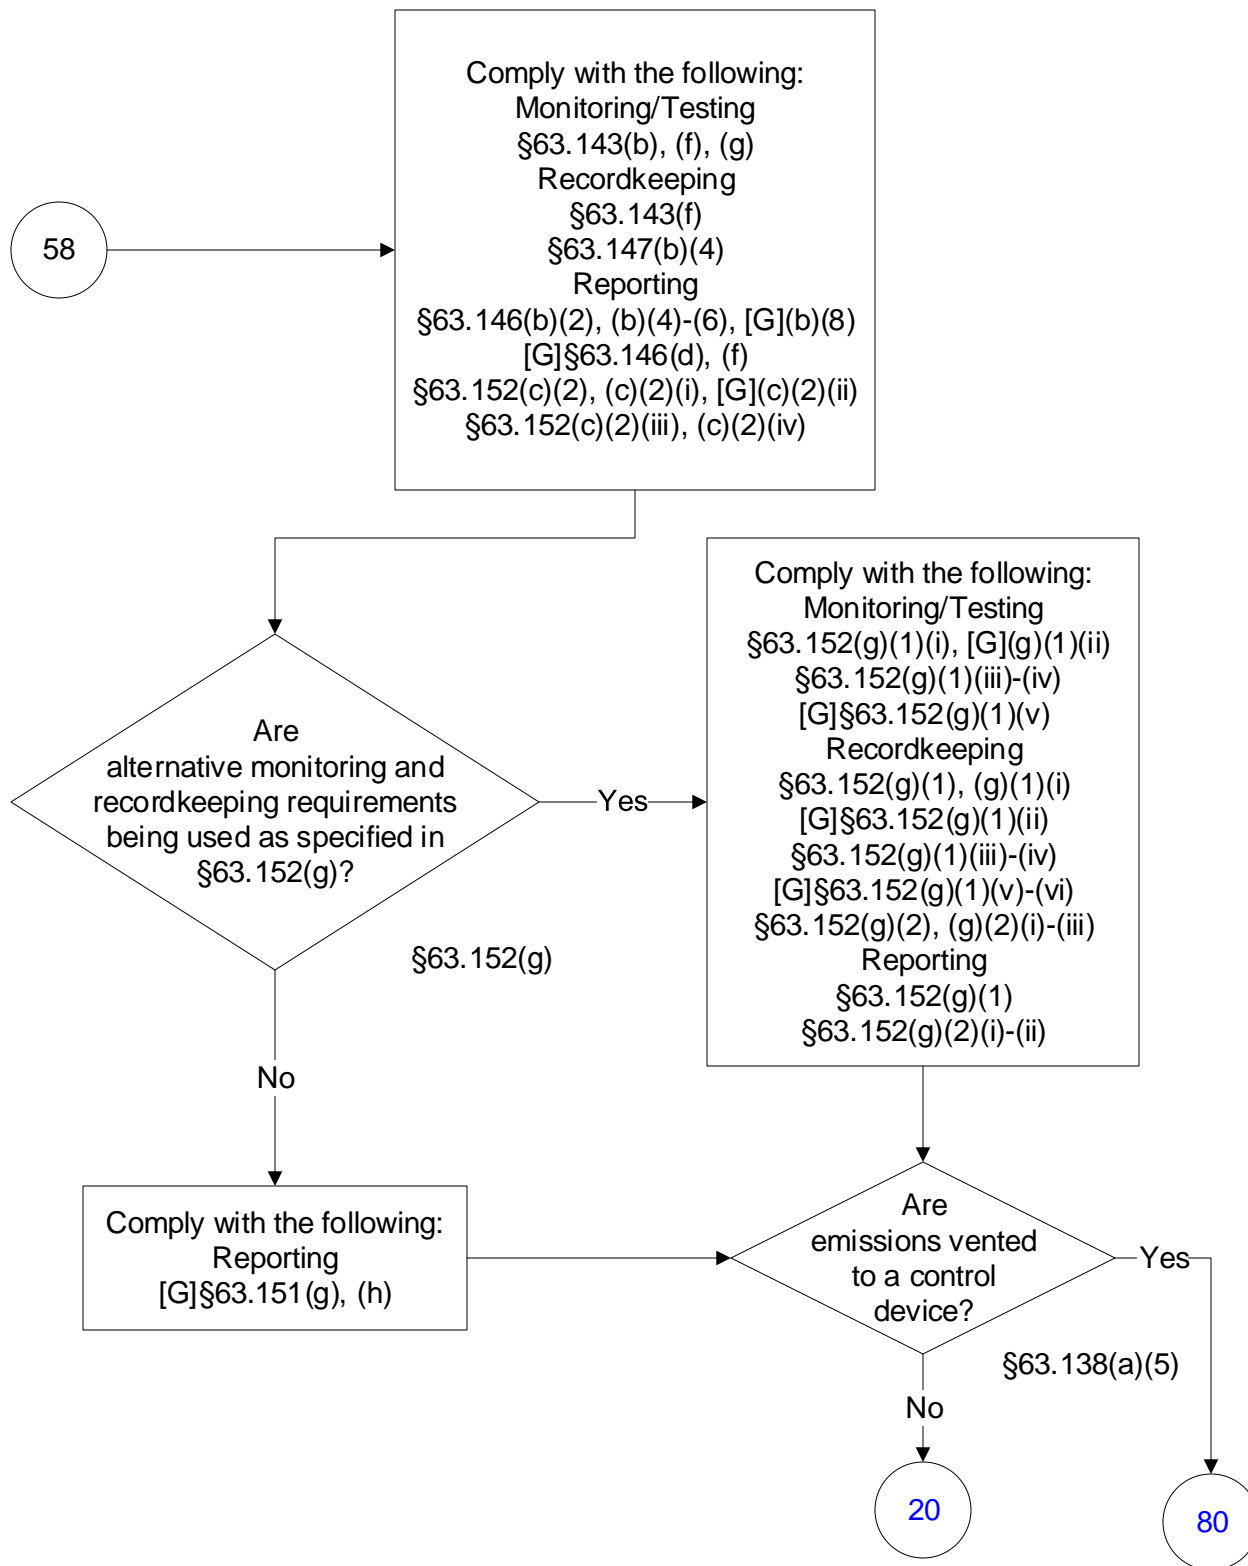 Comply with the following:
Monitoring/Testing
§63.143(b), (f), (g)
Recordkeeping
§63.143(f)
§63.147(b)(4)
Reporting
§63.146(b)(2), (b)(4)-(6), [G](b)(8)
[G]§63.146(d), (f)
§63.152(c)(2), (c)(2)(i), [G](c)(2)(ii)
§63.152(c)(2)(iii), (c)(2)(iv)
58
Are
alternative monitoring and
recordkeeping requirements
being used as specified in
§63.152(g)?
Yes
§63.152(g)
No
Comply with the following:
Monitoring/Testing
§63.152(g)(1)(i), [G](g)(1)(ii)
§63.152(g)(1)(iii)-(iv)
[G]§63.152(g)(1)(v)
Recordkeeping
§63.152(g)(1), (g)(1)(i)
[G]§63.152(g)(1)(ii)
§63.152(g)(1)(iii)-(iv)
[G]§63.152(g)(1)(v)-(vi)
§63.152(g)(2), (g)(2)(i)-(iii)
Reporting
§63.152(g)(1)
§63.152(g)(2)(i)-(ii)
Comply with the following:
Reporting
[G]§63.151(g), (h)
Are
emissions vented
to a control
device?
Yes
§63.138(a)(5)
No
20
80